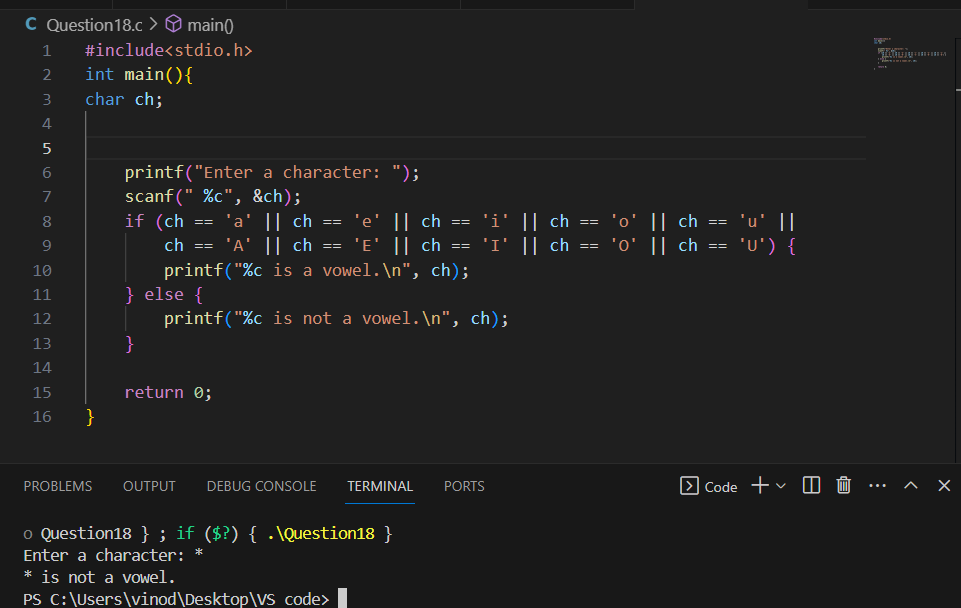 C Question18.c > main()
1 #include<stdio.h>
2 int main(){
3 char ch;
4
5
6 printf("Enter a character: ");
7 scanf(" %c", &ch);
8 if (ch == 'a' || ch == 'e' || ch == 'i' || ch == 'o' || ch == 'u' ||
9 ch == 'A' || ch == 'E' || ch == 'I' || ch == 'O' || ch == 'U') {
10 printf("%c is a vowel.\n", ch);
11 } else {
12 printf("%c is not a vowel.\n", ch);
13 }
14
15 return 0;
16 }
PROBLEMS OUTPUT DEBUG CONSOLE TERMINAL PORTS Code
o Question18 } ; if ($?) { .\Question18 }
Enter a character: *
* is not a vowel.
PS C:\Users\vinod\Desktop\VS code>